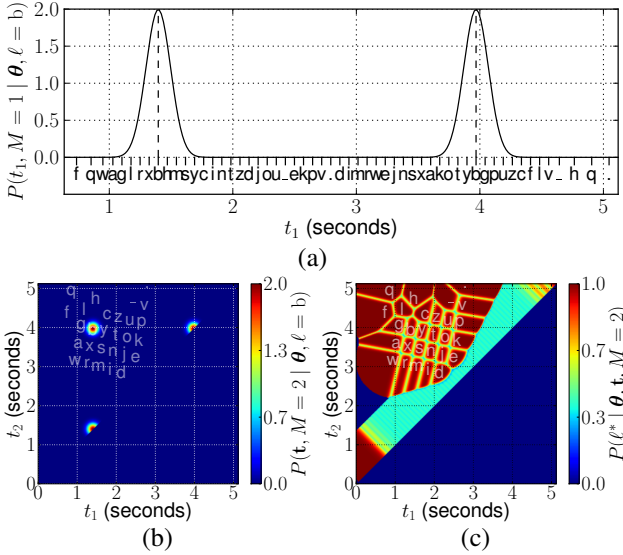 2.0
1.5
1.0
0.5
0.0
P(t₁, M = 1 | θ, ℓ = b)
f qwaglrxbhmsycintzdjou_ekpv.dimrwejnsxakotybgpuzcflv_ h q .
1 2 3 4 5
t₁ (seconds)
(a)
5
4
3
2
1
0
t₂ (seconds)
q
f l h _ v
c z u p
g y t o k
a x s n j e
w r m i d
0 1 2 3 4 5
t₁ (seconds)
2.0
1.3
0.7
0.0
P(t, M = 2 | θ, ℓ = b)
(b)
5
4
3
2
1
0
t₂ (seconds)
q
f l h _ v
c z u p
g y t o k
a x s n j e
w r m i d
0 1 2 3 4 5
t₁ (seconds)
1.0
0.7
0.3
0.0
P(ℓ* | θ, t, M = 2)
(c)